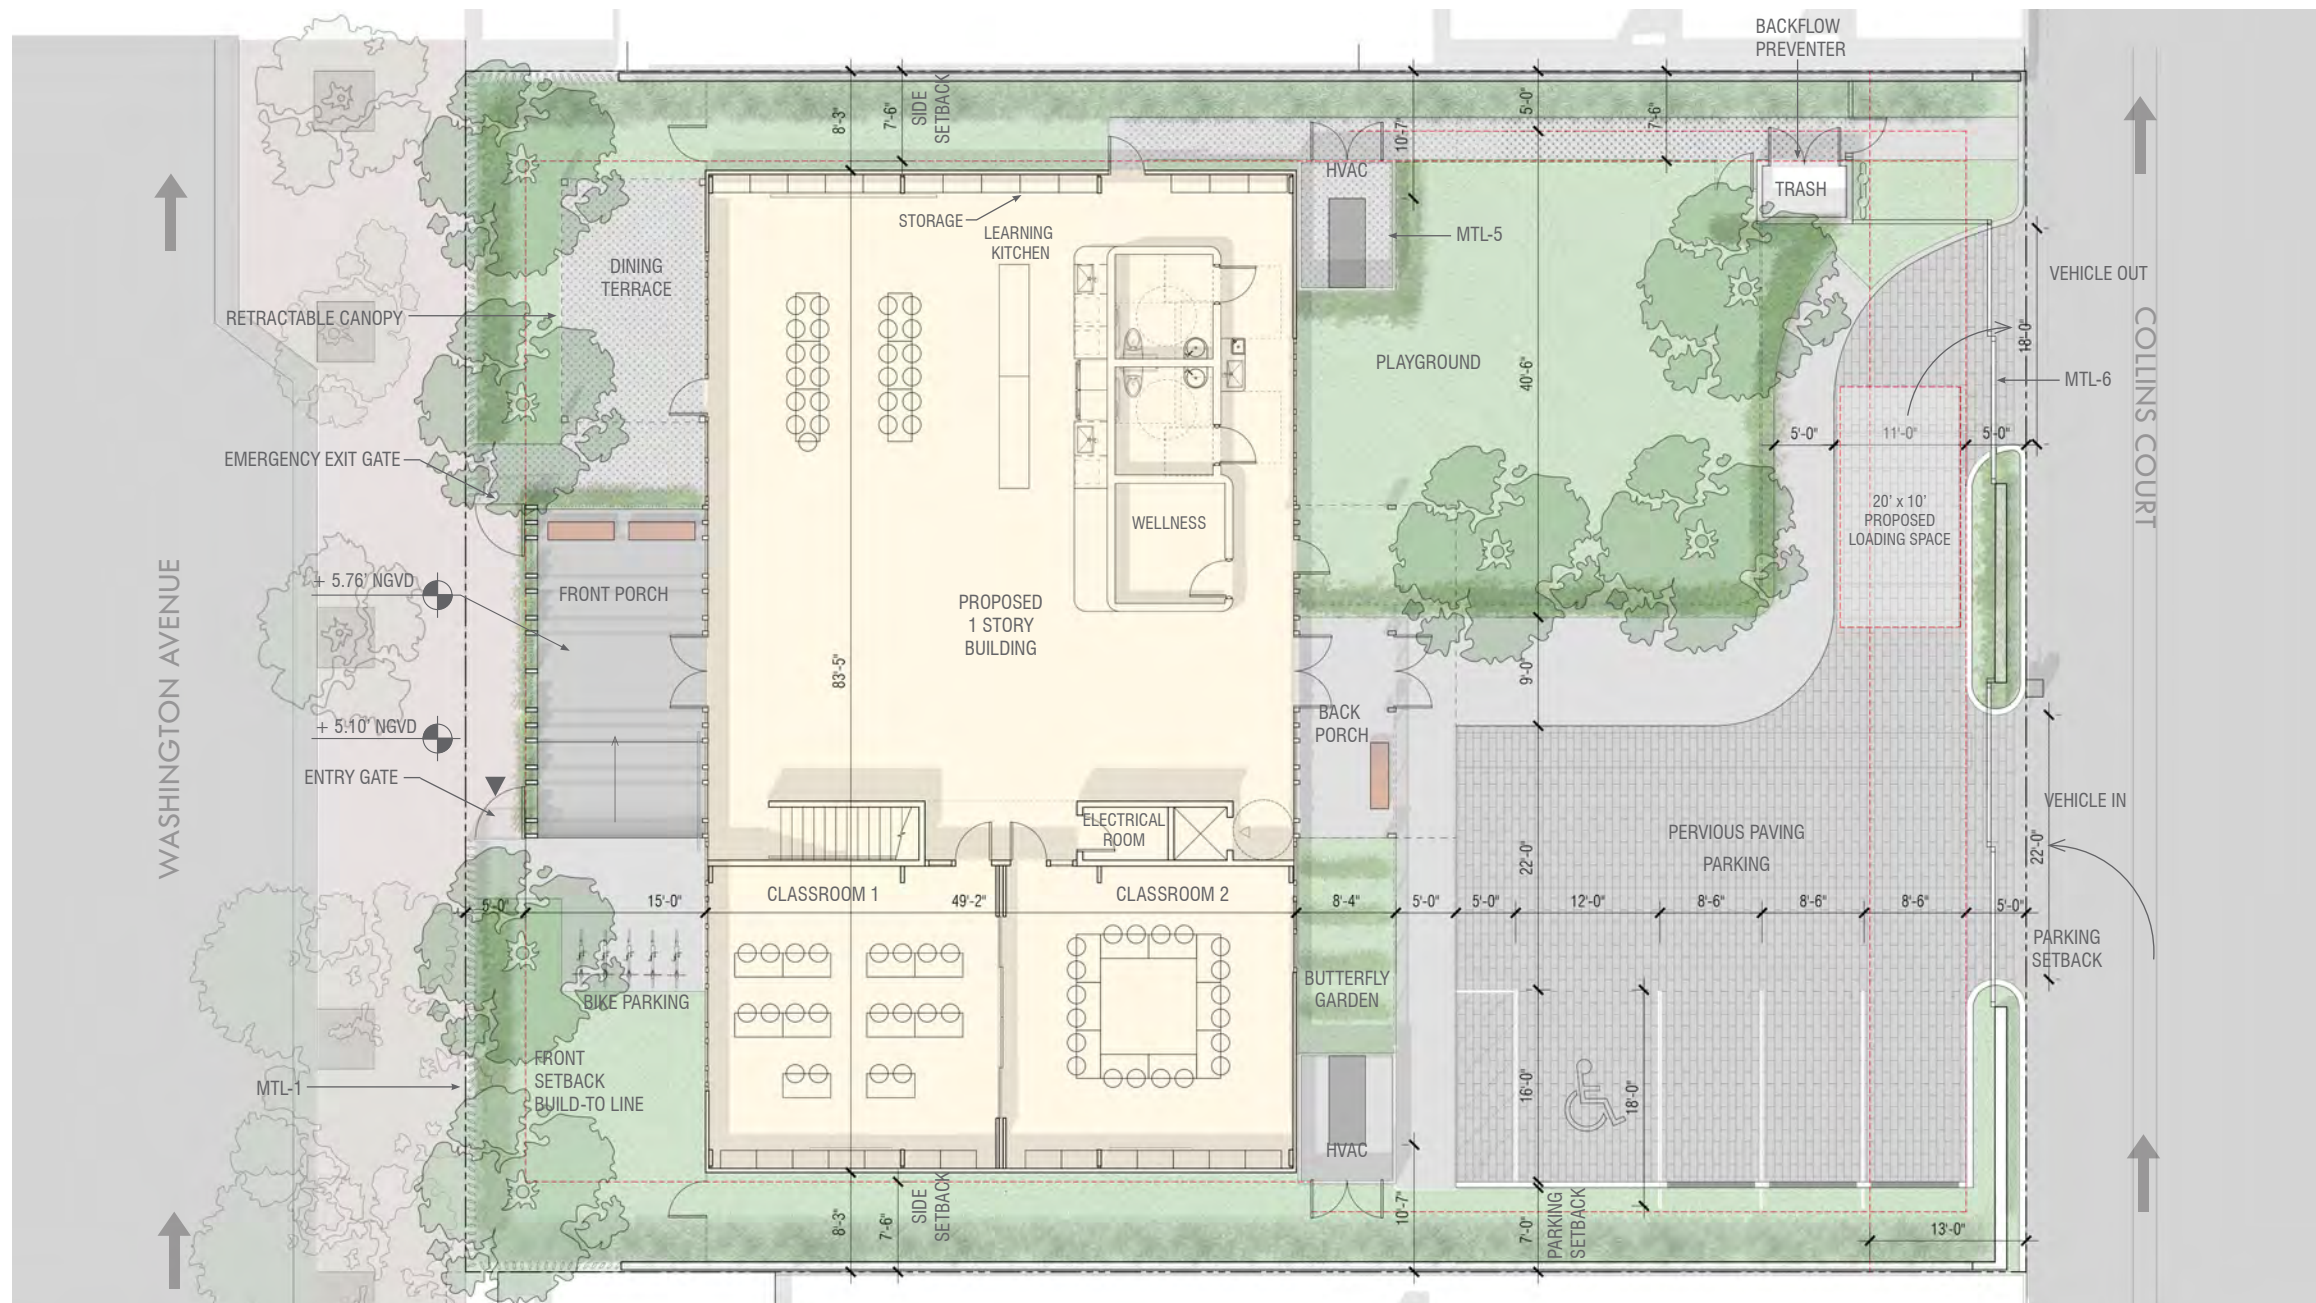 BACKFLOW
PREVENTER
SIDE
SETBACK
8'-3"
7'-6"
10'-7"
5'-0"
7'-6"
HVAC
TRASH
STORAGE
LEARNING
KITCHEN
MTL-5
DINING
TERRACE
VEHICLE OUT
RETRACTABLE CANOPY
18'-0"
PLAYGROUND
40'-6"
MTL-6
COLLINS COURT
5'-0"
11'-0"
5'-0"
EMERGENCY EXIT GATE
20' x 10'
PROPOSED
LOADING SPACE
WELLNESS
+ 5.76' NGVD
FRONT PORCH
PROPOSED
1 STORY
BUILDING
83'-5"
9'-0"
WASHINGTON AVENUE
+ 5.10' NGVD
BACK
PORCH
ENTRY GATE
VEHICLE IN
ELECTRICAL
ROOM
PERVIOUS PAVING
PARKING
22'-0"
22'-0"
CLASSROOM 1
CLASSROOM 2
5'-0"
15'-0"
49'-2"
8'-4"
5'-0"
5'-0"
12'-0"
8'-6"
8'-6"
8'-6"
5'-0"
PARKING
SETBACK
BUTTERFLY
GARDEN
BIKE PARKING
FRONT
SETBACK
BUILD-TO LINE
MTL-1
16'-0"
18'-0"
HVAC
8'-3"
7'-6"
SIDE
SETBACK
10'-7"
7'-0"
PARKING
SETBACK
13'-0"